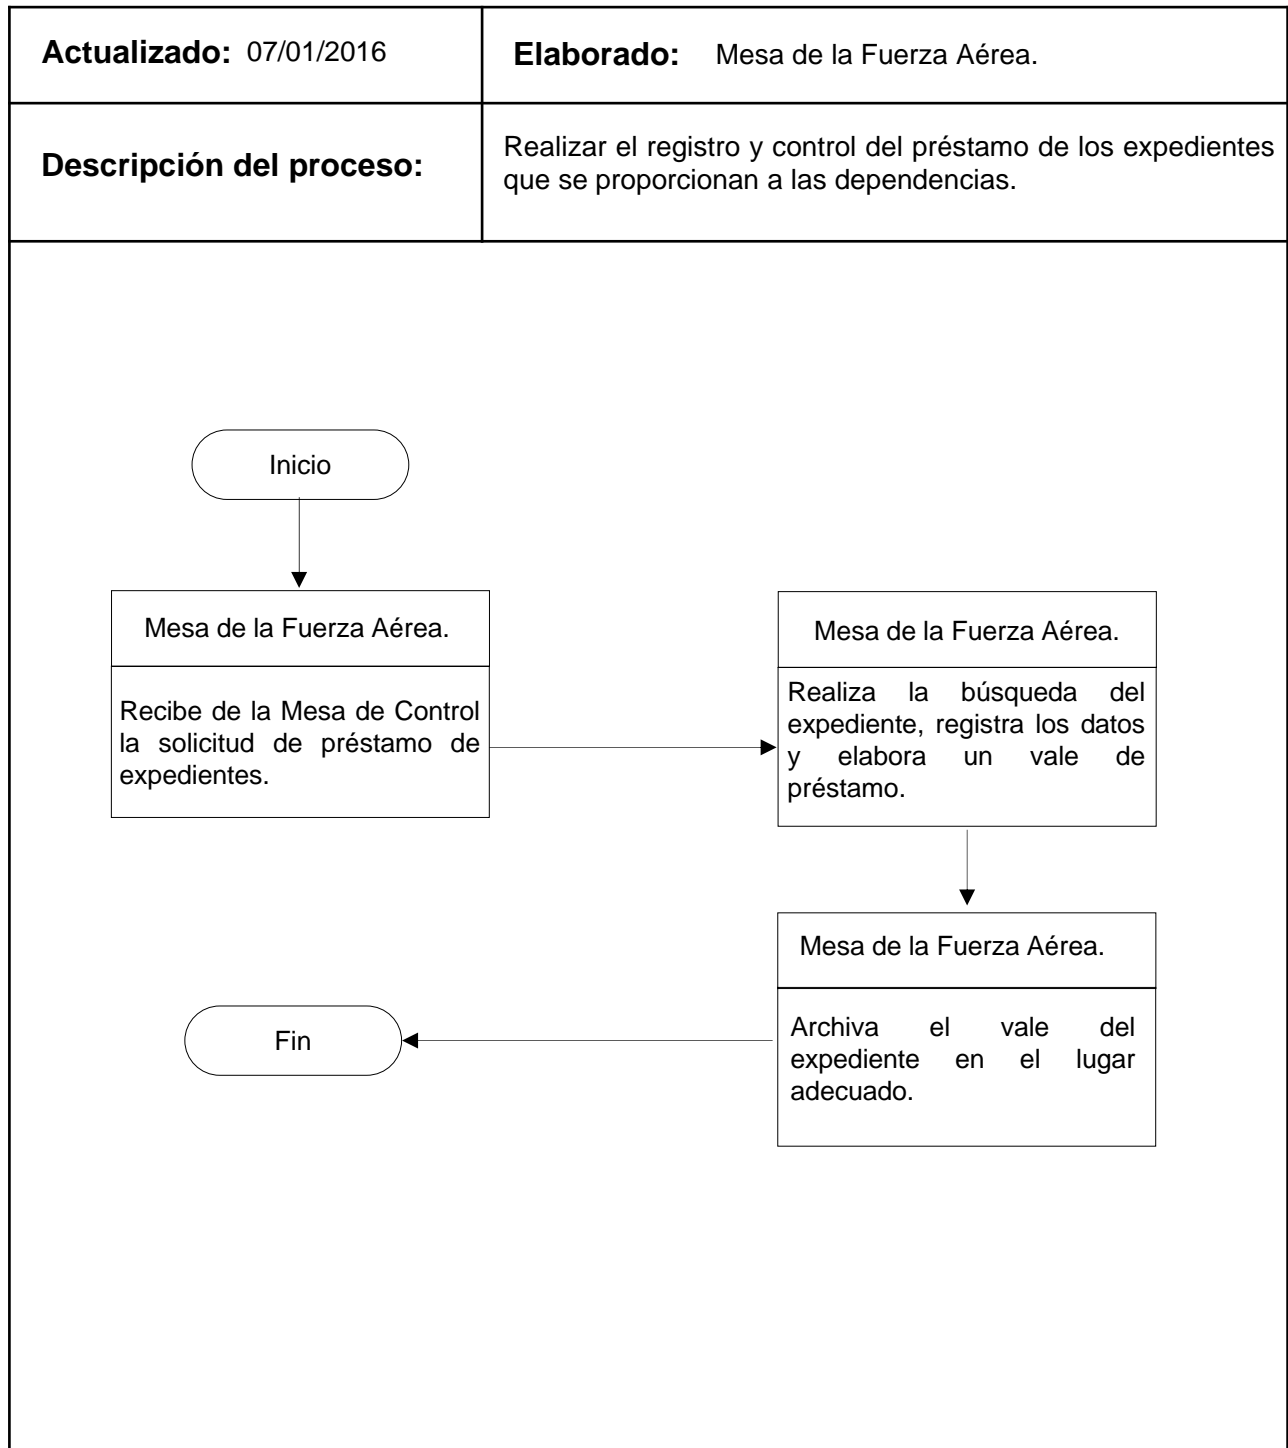 Actualizado: 07/01/2016
Elaborado: Mesa de la Fuerza Aérea.
Descripción del proceso:
Realizar el registro y control del préstamo de los expedientes
que se proporcionan a las dependencias.
Inicio
Mesa de la Fuerza Aérea.
Recibe de la Mesa de Control
la solicitud de préstamo de
expedientes.
Mesa de la Fuerza Aérea.
Realiza la búsqueda del
expediente, registra los datos
y elabora un vale de
préstamo.
Mesa de la Fuerza Aérea.
Archiva el vale del
expediente en el lugar
adecuado.
Fin